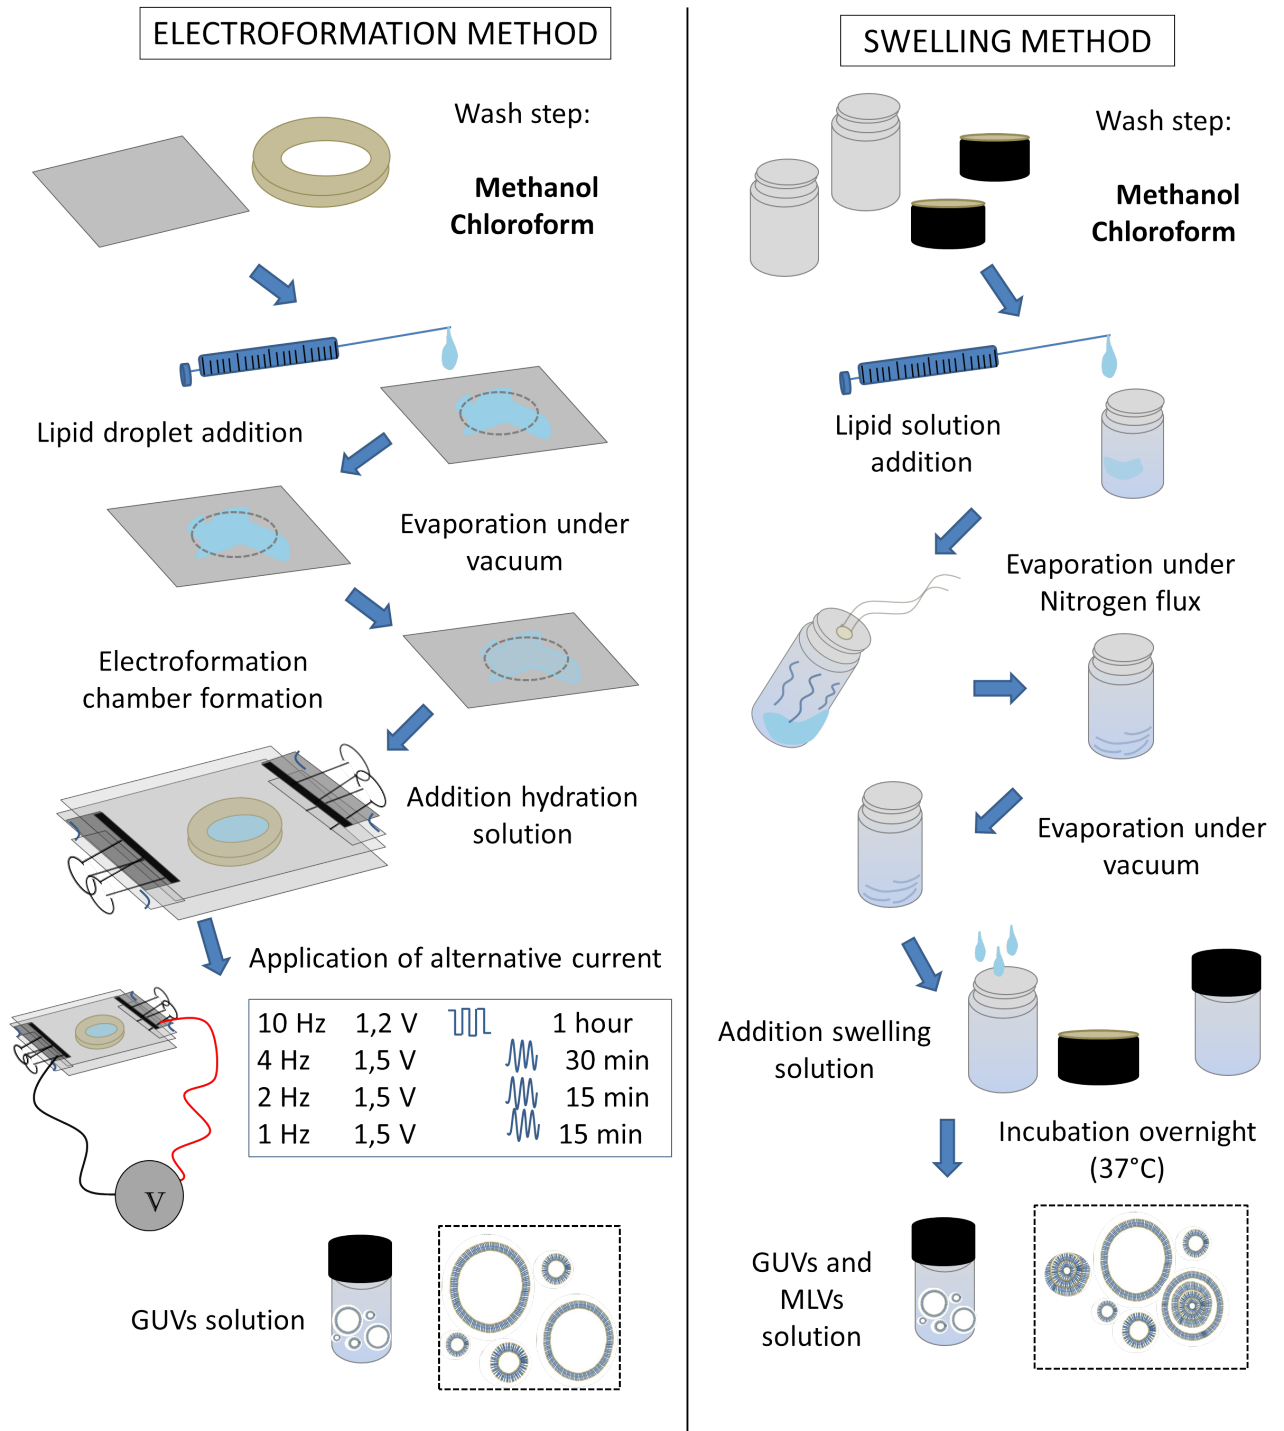 ELECTROFORMATION METHOD
Wash step:
Methanol
Chloroform
Lipid droplet addition
Evaporation under
vacuum
Electroformation
chamber formation
Addition hydration
solution
Application of alternative current
10 Hz 1,2 V 1 hour
4 Hz 1,5 V 30 min
2 Hz 1,5 V 15 min
1 Hz 1,5 V 15 min
V
GUVs solution
SWELLING METHOD
Wash step:
Methanol
Chloroform
Lipid solution
addition
Evaporation under
Nitrogen flux
Evaporation under
vacuum
Addition swelling
solution
Incubation overnight
(37°C)
GUVs and
MLVs
solution